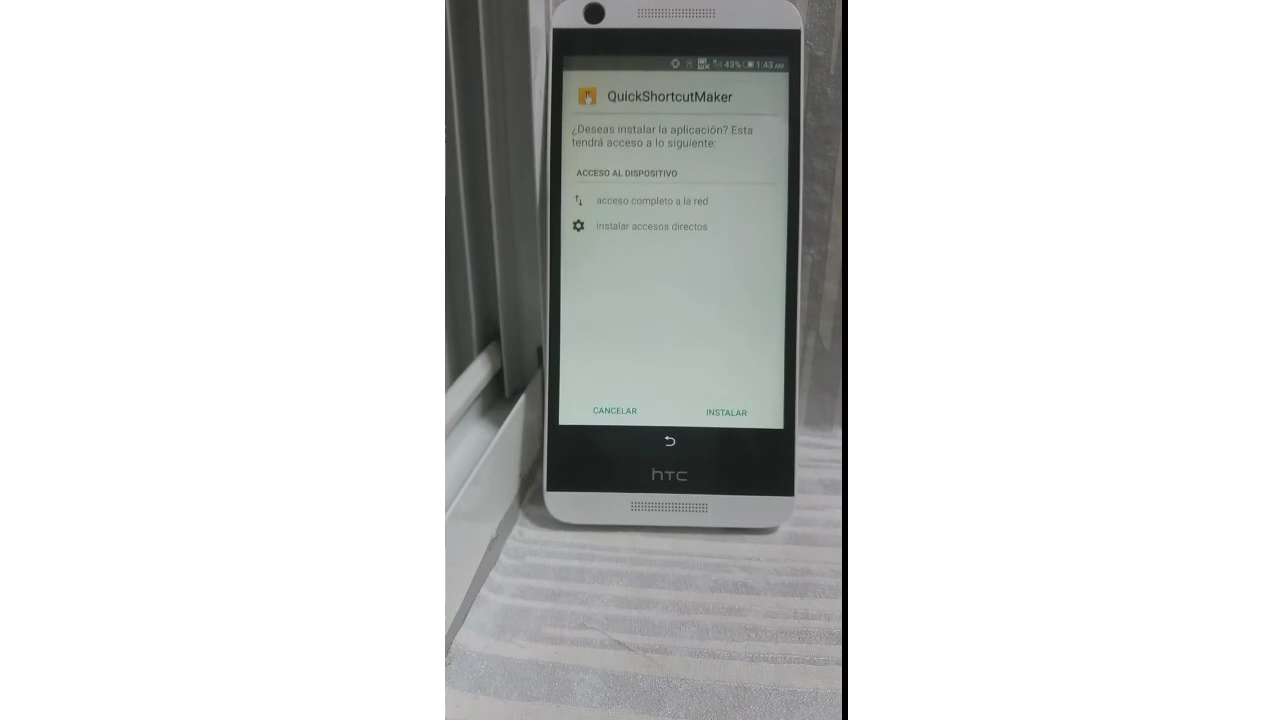 43% 1:43 AM
QuickShortcutMaker
¿Deseas instalar la aplicación? Esta
tendrá acceso a lo siguiente:
ACCESO AL DISPOSITIVO
acceso completo a la red
instalar accesos directos
CANCELAR INSTALAR
hTC